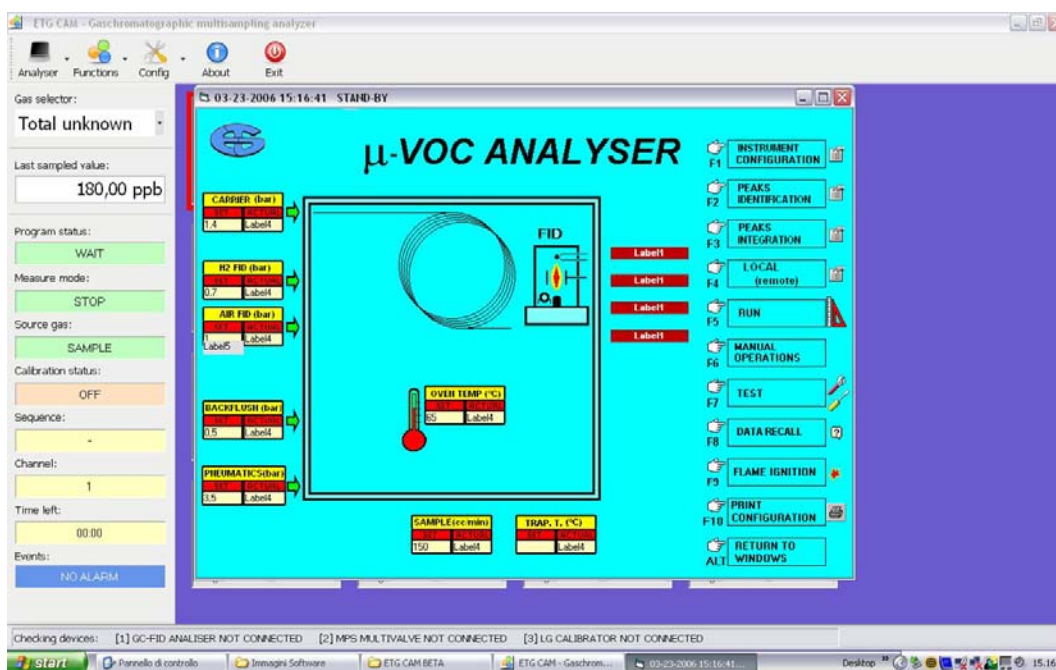 ETG CAM - Gaschromatographic multisampling analyzer
Analyser Functions Config About Exit
Gas selector:
Total unknown
Last sampled value:
180,00 ppb
Program status:
WAIT
Measure mode:
STOP
Source gas:
SAMPLE
Calibration status:
OFF
Sequence:
-
Channel:
1
Time left:
00:00
Events:
NO ALARM
03-23-2006 15:16:41 STAND-BY
µ-VOC ANALYSER
CARRIER (bar)
SET ACTUAL
1,4 Label4
H2 FID (bar)
SET ACTUAL
0,7 Label4
AIR FID (bar)
SET ACTUAL
1 Label4
Label5
BACKFLUSH (bar)
SET ACTUAL
0,5 Label4
PNEUMATICS(bar)
SET ACTUAL
3,5 Label4
FID
Label1
Label1
Label1
Label1
OVEN TEMP (°C)
SET ACTUAL
65 Label4
SAMPLE(cc/min)
SET ACTUAL
150 Label4
TRAP. T. (°C)
SET ACTUAL
Label4
F1 INSTRUMENT
CONFIGURATION
F2 PEAKS
IDENTIFICATION
F3 PEAKS
INTEGRATION
F4 LOCAL
(remote)
F5 RUN
F6 MANUAL
OPERATIONS
F7 TEST
F8 DATA RECALL
F9 FLAME IGNITION
F10 PRINT
CONFIGURATION
ALT RETURN TO
WINDOWS
Checking devices: [1] GC-FID ANALISER NOT CONNECTED [2] MPS MULTIVALVE NOT CONNECTED [3] LG CALIBRATOR NOT CONNECTED
start Pannello di controllo Immagini Software ETG CAM BETA ETG CAM - Gaschrom... 03-23-2006 15:16:41... Desktop » 15.16